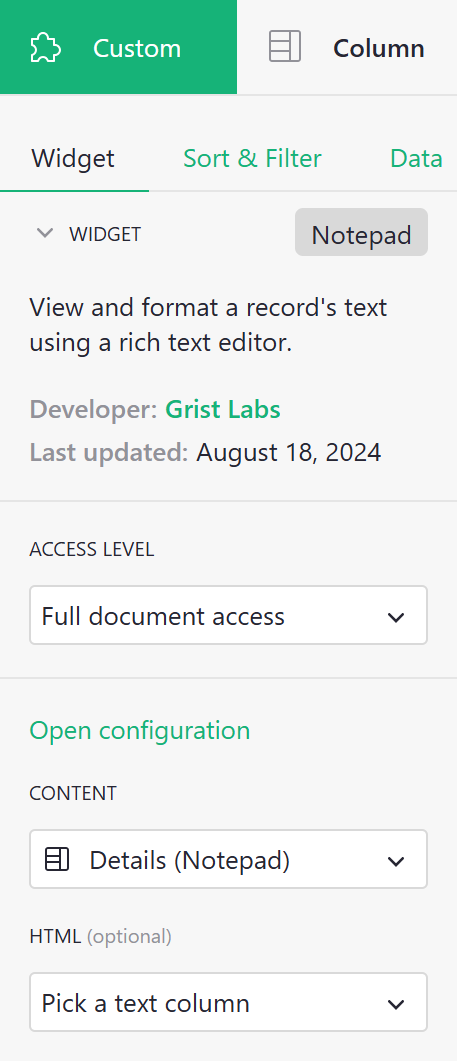 Custom Column
Widget Sort & Filter Data
WIDGET Notepad
View and format a record's text
using a rich text editor.
Developer: Grist Labs
Last updated: August 18, 2024
ACCESS LEVEL
Full document access
Open configuration
CONTENT
Details (Notepad)
HTML (optional)
Pick a text column